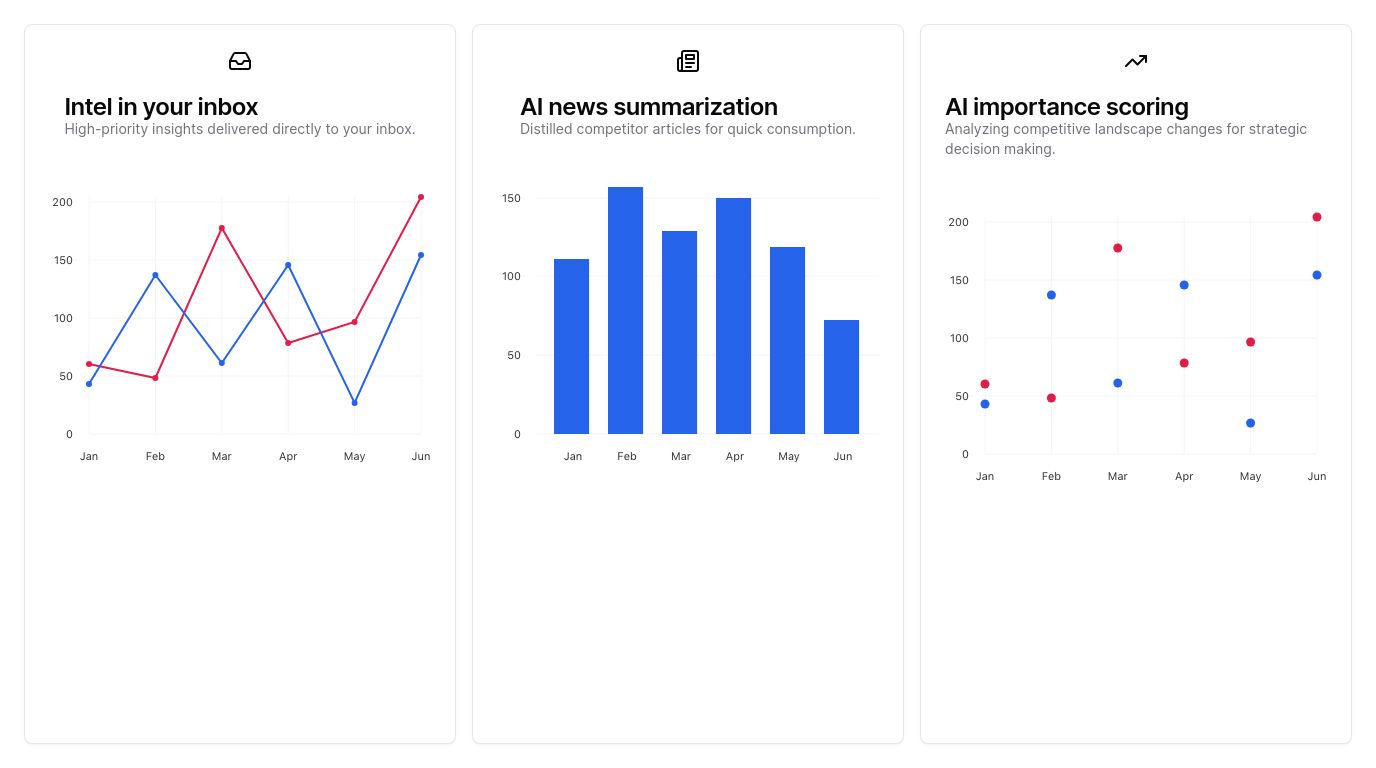 Intel in your inbox
High-priority insights delivered directly to your inbox.
200
150
100
50
0
Jan Feb Mar Apr May Jun
AI news summarization
Distilled competitor articles for quick consumption.
150
100
50
0
Jan Feb Mar Apr May Jun
AI importance scoring
Analyzing competitive landscape changes for strategic
decision making.
200
150
100
50
0
Jan Feb Mar Apr May Jun